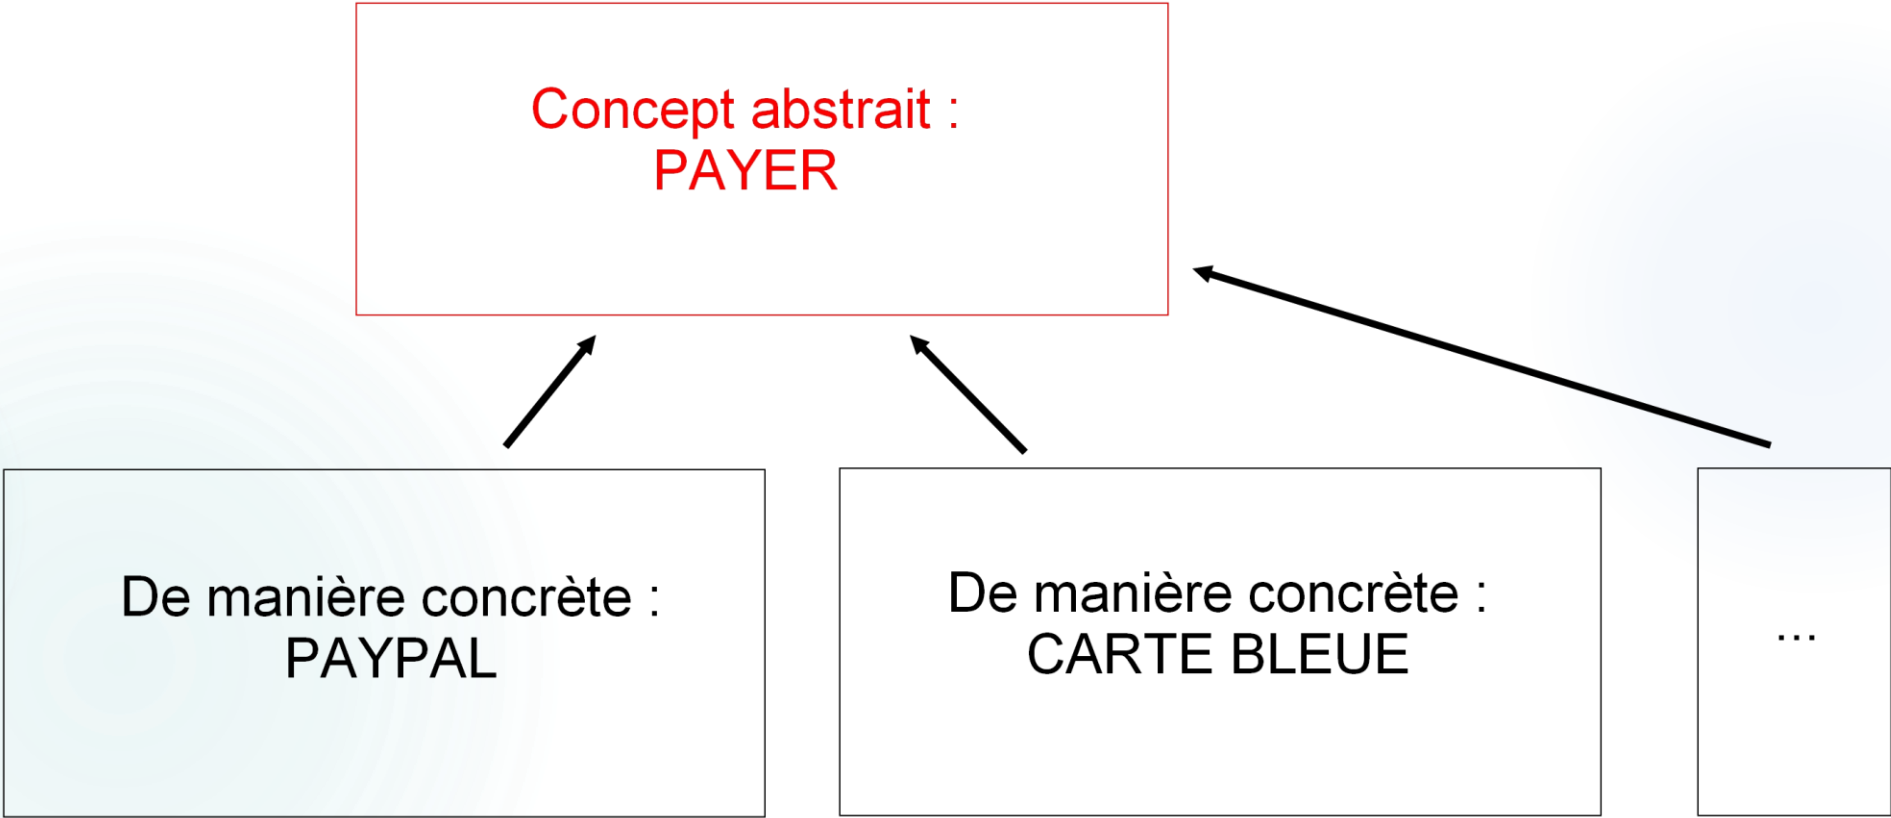 Concept abstrait :
PAYER
De manière concrète :
PAYPAL
De manière concrète :
CARTE BLEUE
...